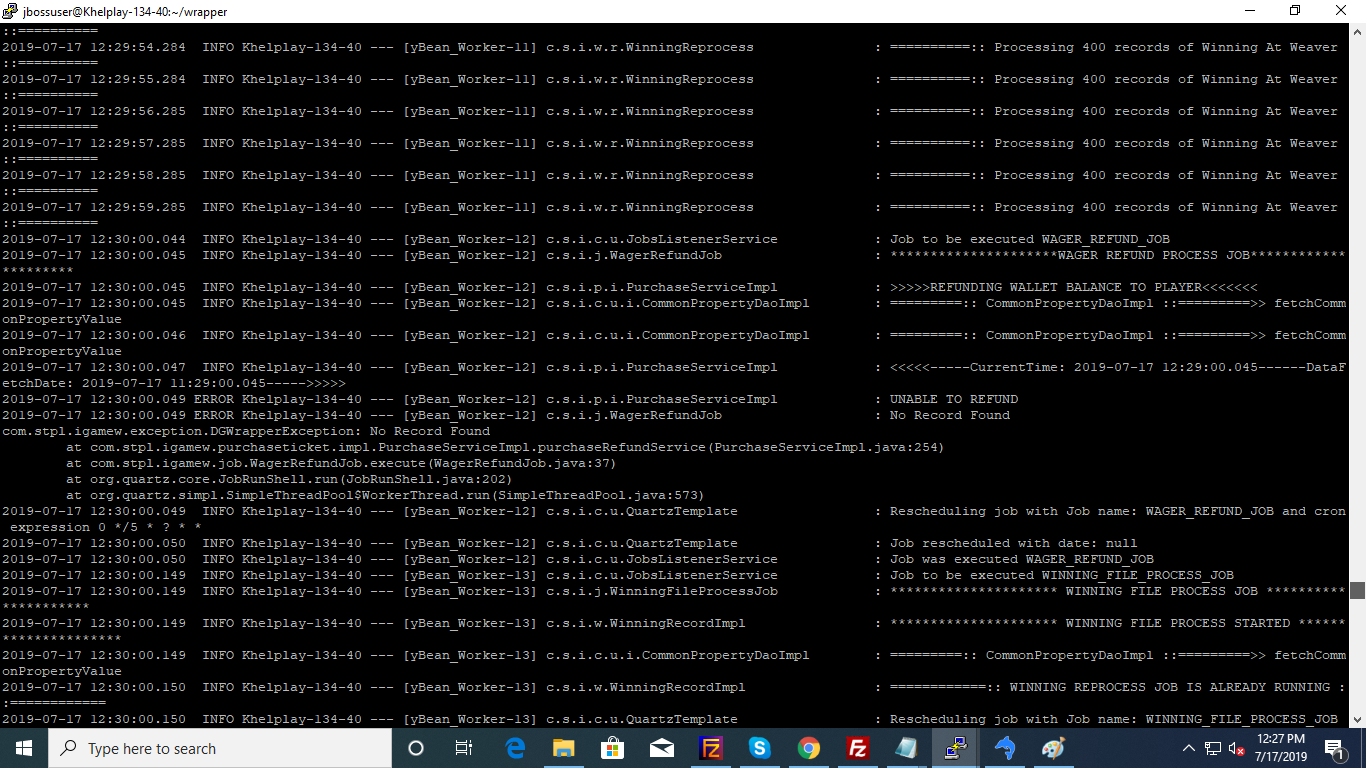 jbossuser@Khelplay-134-40:~/wrapper
::==========
2019-07-17 12:29:54.284  INFO Khelplay-134-40 --- [yBean_Worker-11] c.s.i.w.r.WinningReprocess               : ==========:: Processing 400 records of Winning At Weaver
::==========
2019-07-17 12:29:55.284  INFO Khelplay-134-40 --- [yBean_Worker-11] c.s.i.w.r.WinningReprocess               : ==========:: Processing 400 records of Winning At Weaver
::==========
2019-07-17 12:29:56.285  INFO Khelplay-134-40 --- [yBean_Worker-11] c.s.i.w.r.WinningReprocess               : ==========:: Processing 400 records of Winning At Weaver
::==========
2019-07-17 12:29:57.285  INFO Khelplay-134-40 --- [yBean_Worker-11] c.s.i.w.r.WinningReprocess               : ==========:: Processing 400 records of Winning At Weaver
::==========
2019-07-17 12:29:58.285  INFO Khelplay-134-40 --- [yBean_Worker-11] c.s.i.w.r.WinningReprocess               : ==========:: Processing 400 records of Winning At Weaver
::==========
2019-07-17 12:29:59.285  INFO Khelplay-134-40 --- [yBean_Worker-11] c.s.i.w.r.WinningReprocess               : ==========:: Processing 400 records of Winning At Weaver
::==========
2019-07-17 12:30:00.044  INFO Khelplay-134-40 --- [yBean_Worker-12] c.s.i.c.u.JobsListenerService            : Job to be executed WAGER_REFUND_JOB
2019-07-17 12:30:00.045  INFO Khelplay-134-40 --- [yBean_Worker-12] c.s.i.j.WagerRefundJob                   : *********************WAGER REFUND PROCESS JOB************
*********
2019-07-17 12:30:00.045  INFO Khelplay-134-40 --- [yBean_Worker-12] c.s.i.p.i.PurchaseServiceImpl            : >>>>>REFUNDING WALLET BALANCE TO PLAYER<<<<<<<
2019-07-17 12:30:00.045  INFO Khelplay-134-40 --- [yBean_Worker-12] c.s.i.c.u.i.CommonPropertyDaoImpl        : =========:: CommonPropertyDaoImpl ::=========>> fetchComm
onPropertyValue
2019-07-17 12:30:00.046  INFO Khelplay-134-40 --- [yBean_Worker-12] c.s.i.c.u.i.CommonPropertyDaoImpl        : =========:: CommonPropertyDaoImpl ::=========>> fetchComm
onPropertyValue
2019-07-17 12:30:00.047  INFO Khelplay-134-40 --- [yBean_Worker-12] c.s.i.p.i.PurchaseServiceImpl            : <<<<<-----CurrentTime: 2019-07-17 12:29:00.045------DataF
etchDate: 2019-07-17 11:29:00.045----->>>>>
2019-07-17 12:30:00.049 ERROR Khelplay-134-40 --- [yBean_Worker-12] c.s.i.p.i.PurchaseServiceImpl            : UNABLE TO REFUND
2019-07-17 12:30:00.049 ERROR Khelplay-134-40 --- [yBean_Worker-12] c.s.i.j.WagerRefundJob                   : No Record Found
com.stpl.igamew.exception.DGWrapperException: No Record Found
        at com.stpl.igamew.purchaseticket.impl.PurchaseServiceImpl.purchaseRefundService(PurchaseServiceImpl.java:254)
        at com.stpl.igamew.job.WagerRefundJob.execute(WagerRefundJob.java:37)
        at org.quartz.core.JobRunShell.run(JobRunShell.java:202)
        at org.quartz.simpl.SimpleThreadPool$WorkerThread.run(SimpleThreadPool.java:573)
2019-07-17 12:30:00.049  INFO Khelplay-134-40 --- [yBean_Worker-12] c.s.i.c.u.QuartzTemplate                 : Rescheduling job with Job name: WAGER_REFUND_JOB and cron
 expression 0 */5 * ? * *
2019-07-17 12:30:00.050  INFO Khelplay-134-40 --- [yBean_Worker-12] c.s.i.c.u.QuartzTemplate                 : Job rescheduled with date: null
2019-07-17 12:30:00.050  INFO Khelplay-134-40 --- [yBean_Worker-12] c.s.i.c.u.JobsListenerService            : Job was executed WAGER_REFUND_JOB
2019-07-17 12:30:00.149  INFO Khelplay-134-40 --- [yBean_Worker-13] c.s.i.c.u.JobsListenerService            : Job to be executed WINNING_FILE_PROCESS_JOB
2019-07-17 12:30:00.149  INFO Khelplay-134-40 --- [yBean_Worker-13] c.s.i.j.WinningFileProcessJob            : ********************* WINNING FILE PROCESS JOB **********
***********
2019-07-17 12:30:00.149  INFO Khelplay-134-40 --- [yBean_Worker-13] c.s.i.w.WinningRecordImpl                : ********************* WINNING FILE PROCESS STARTED ******
***************
2019-07-17 12:30:00.149  INFO Khelplay-134-40 --- [yBean_Worker-13] c.s.i.c.u.i.CommonPropertyDaoImpl        : =========:: CommonPropertyDaoImpl ::=========>> fetchComm
onPropertyValue
2019-07-17 12:30:00.150  INFO Khelplay-134-40 --- [yBean_Worker-13] c.s.i.w.WinningRecordImpl                : ============:: WINNING REPROCESS JOB IS ALREADY RUNNING :
:============
2019-07-17 12:30:00.150  INFO Khelplay-134-40 --- [yBean_Worker-13] c.s.i.c.u.QuartzTemplate                 : Rescheduling job with Job name: WINNING_FILE_PROCESS_JOB
Type here to search
12:27 PM
7/17/2019
1